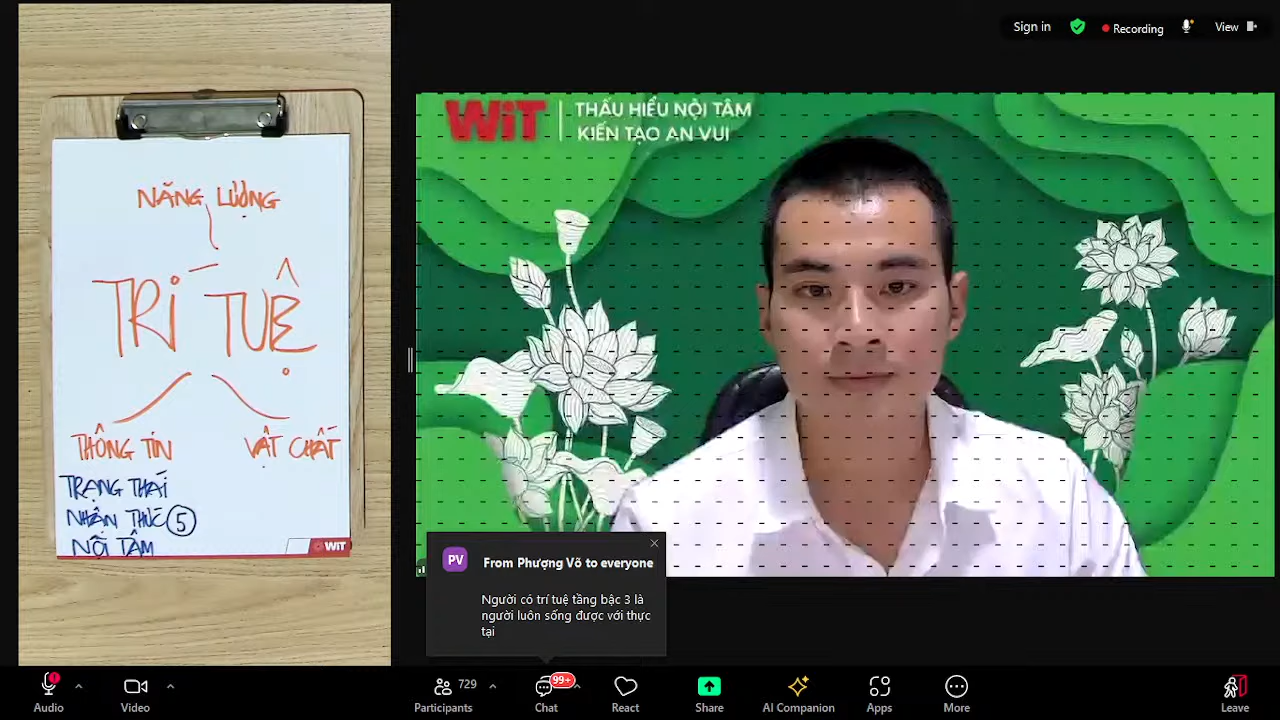 Sign in
Recording
View
WiT
THẤU HIỂU NỘI TÂM
KIẾN TẠO AN VUI
NĂNG LƯỢNG
TRÍ TUỆ
THÔNG TIN
VẬT CHẤT
TRẠNG THÁI
NHẬN THỨC 5
NỘI TÂM
WiT
PV
From Phượng Võ to everyone
Người có trí tuệ tầng bậc 3 là
người luôn sống được với thực
tại
729
99+
Audio
Video
Participants
Chat
React
Share
AI Companion
Apps
More
Leave